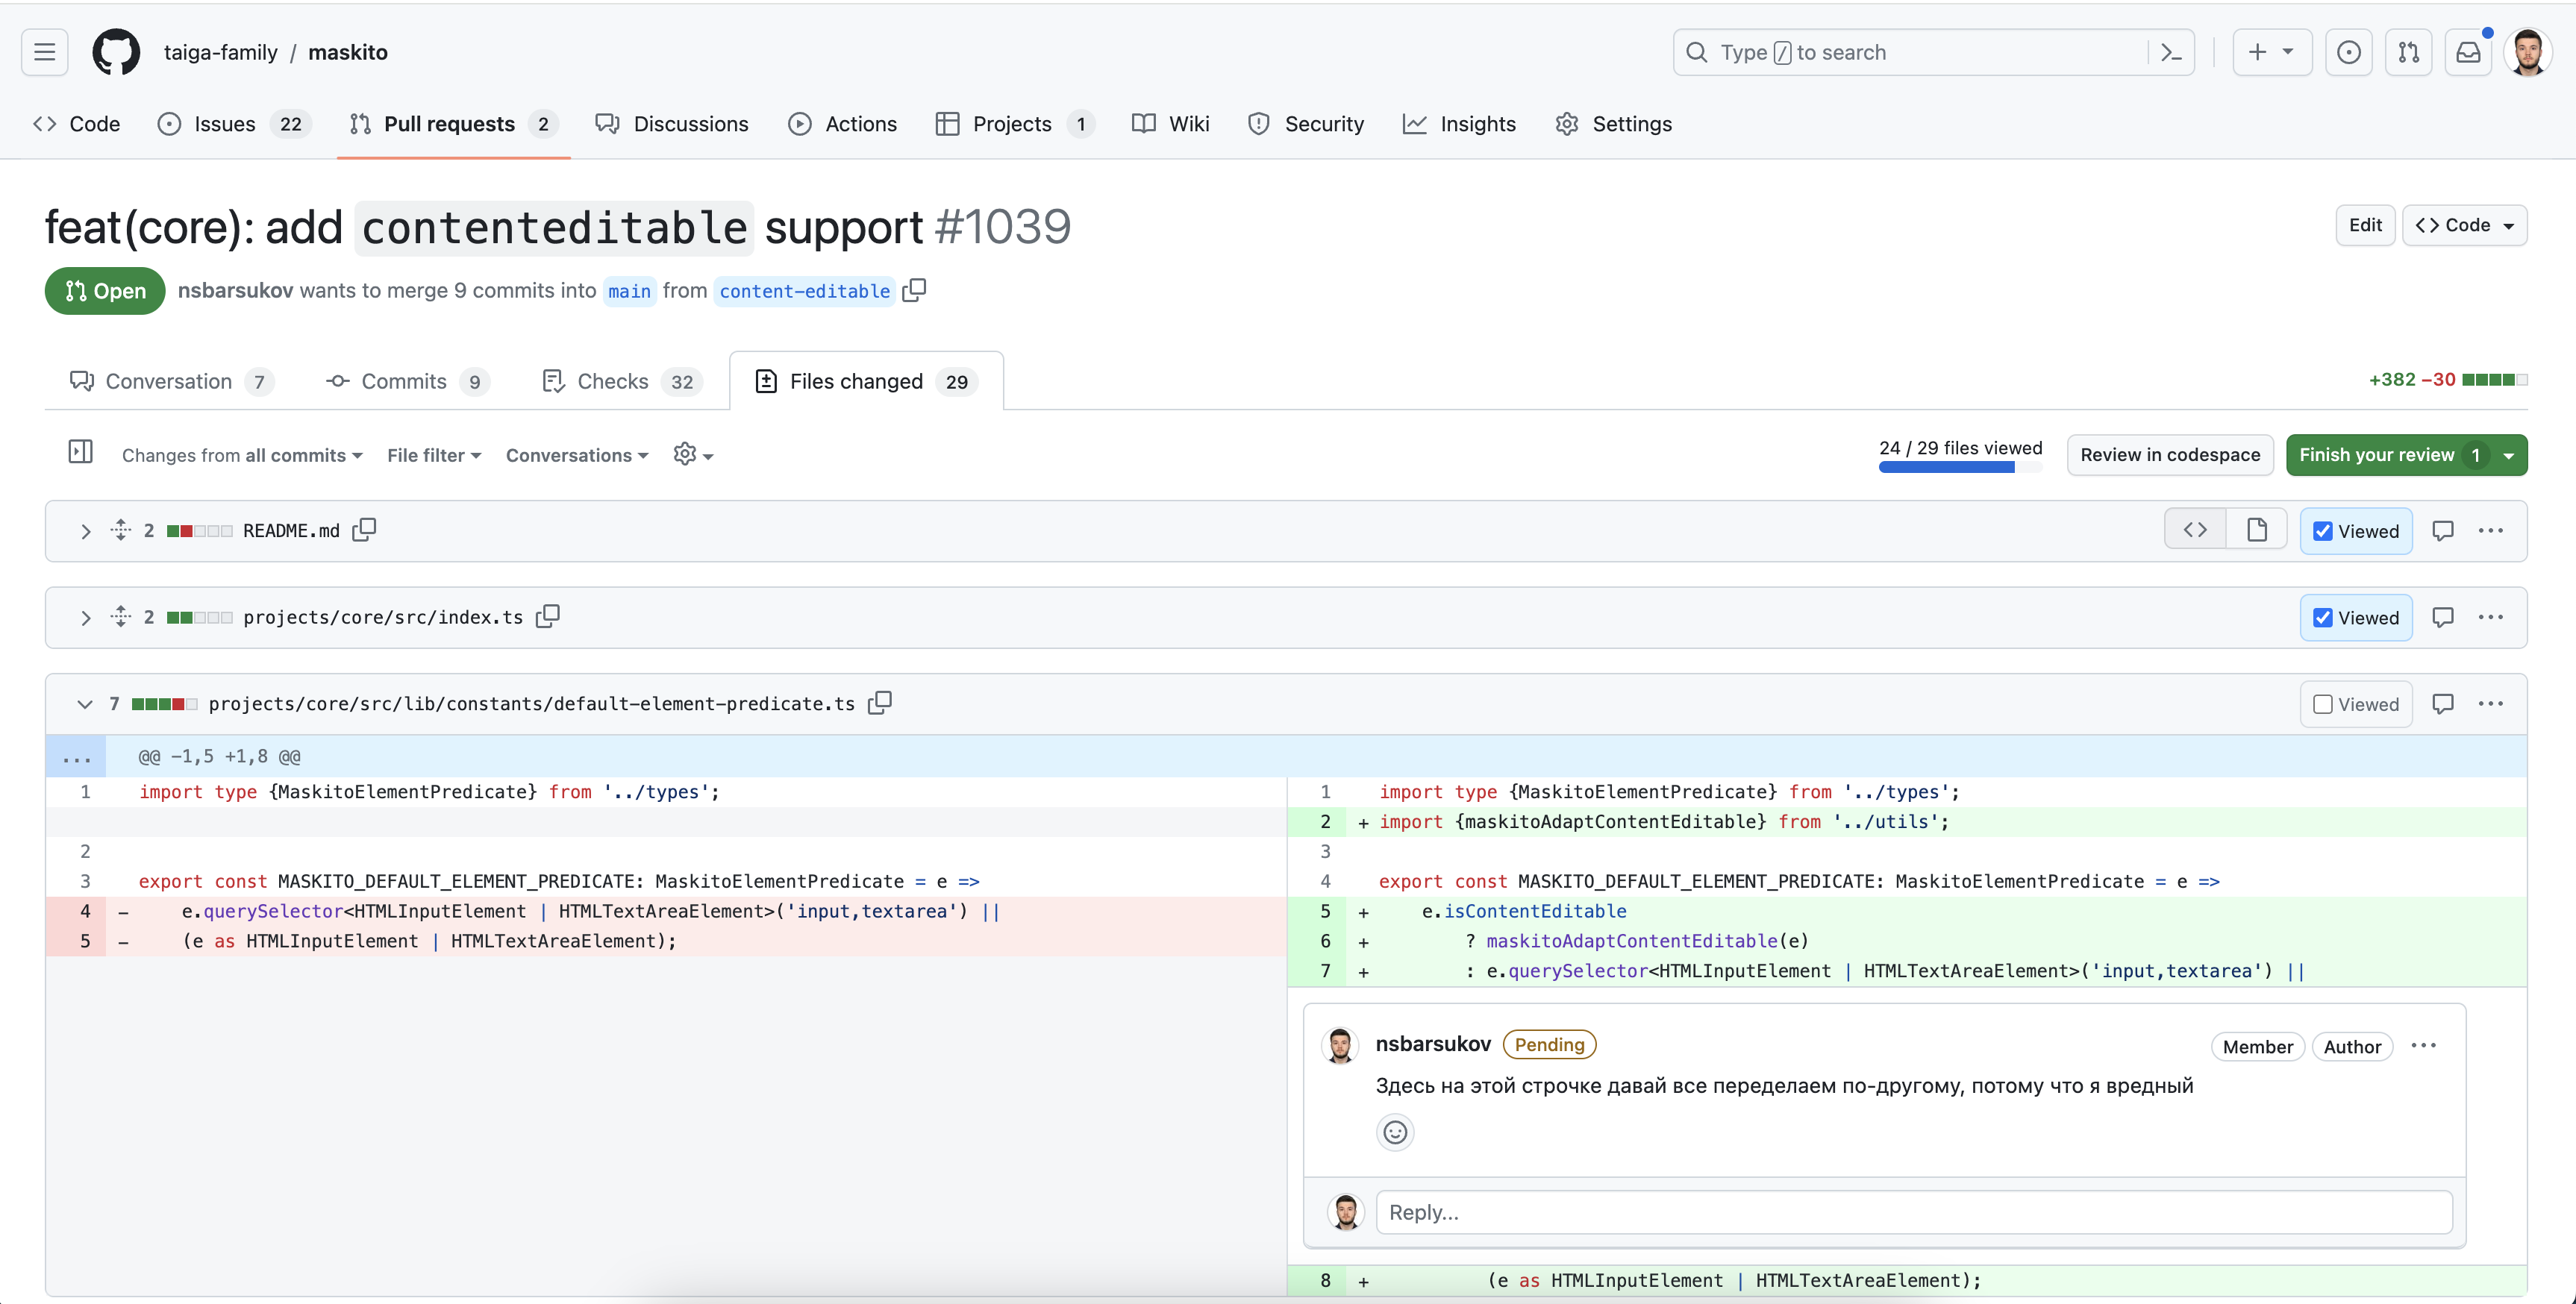 taiga-family / maskito
Type / to search
Code
Issues 22
Pull requests 2
Discussions
Actions
Projects 1
Wiki
Security
Insights
Settings
feat(core): add contenteditable support #1039
Edit
Code
Open
nsbarsukov wants to merge 9 commits into main from content-editable
Conversation 7
Commits 9
Checks 32
Files changed 29
+382 −30
Changes from all commits
File filter
Conversations
24 / 29 files viewed
Review in codespace
Finish your review 1
2 README.md
Viewed
2 projects/core/src/index.ts
Viewed
7 projects/core/src/lib/constants/default-element-predicate.ts
Viewed
... @@ -1,5 +1,8 @@
1 import type {MaskitoElementPredicate} from '../types';
2
3 export const MASKITO_DEFAULT_ELEMENT_PREDICATE: MaskitoElementPredicate = e =>
4 - e.querySelector<HTMLInputElement | HTMLTextAreaElement>('input,textarea') ||
5 - (e as HTMLInputElement | HTMLTextAreaElement);
1 import type {MaskitoElementPredicate} from '../types';
2 + import {maskitoAdaptContentEditable} from '../utils';
3
4 export const MASKITO_DEFAULT_ELEMENT_PREDICATE: MaskitoElementPredicate = e =>
5 + e.isContentEditable
6 + ? maskitoAdaptContentEditable(e)
7 + : e.querySelector<HTMLInputElement | HTMLTextAreaElement>('input,textarea') ||
nsbarsukov Pending
Member
Author
Здесь на этой строчке давай все переделаем по-другому, потому что я вредный
Reply...
8 + (e as HTMLInputElement | HTMLTextAreaElement);